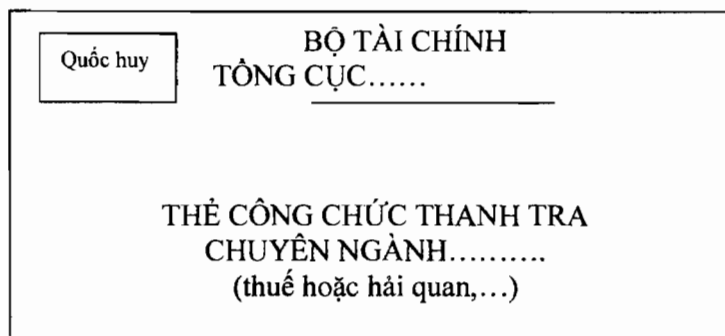 Quốc huy
BỘ TÀI CHÍNH
TỔNG CỤC......
THẺ CÔNG CHỨC THANH TRA
CHUYÊN NGÀNH..........
(thuế hoặc hải quan,...)